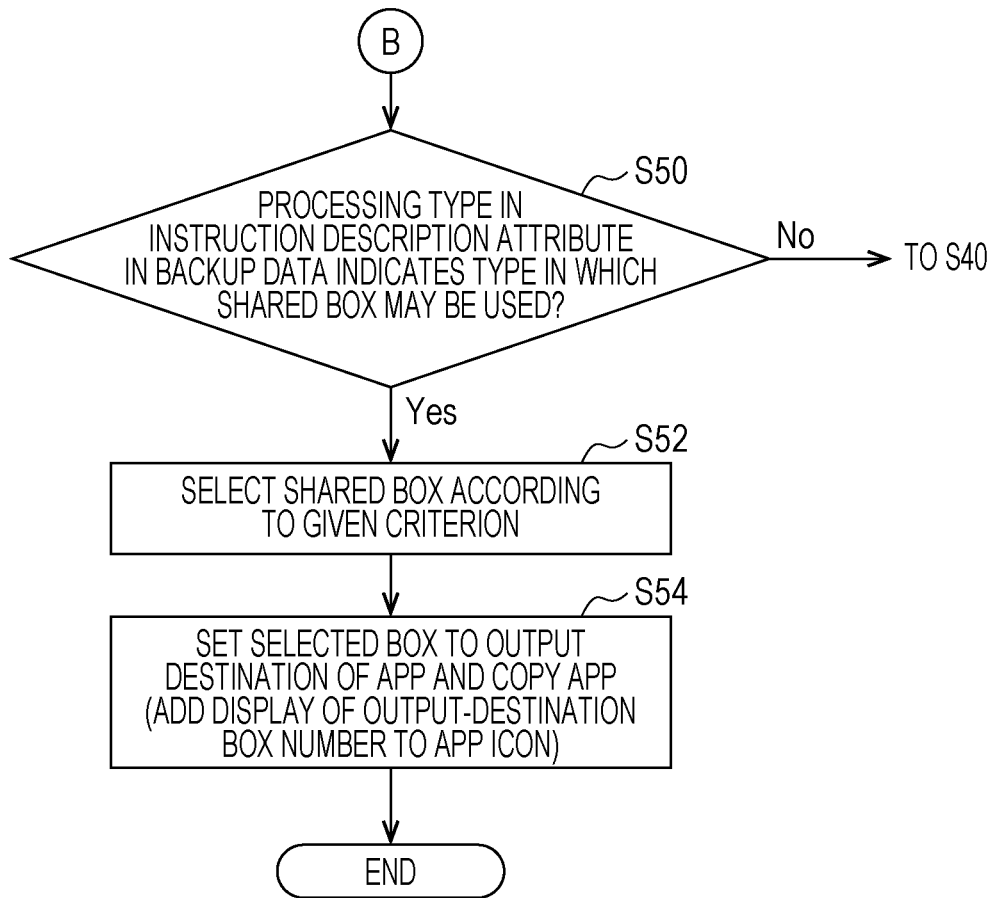 B
S50
PROCESSING TYPE IN
INSTRUCTION DESCRIPTION ATTRIBUTE
IN BACKUP DATA INDICATES TYPE IN WHICH
SHARED BOX MAY BE USED?
No
TO S40
Yes
S52
SELECT SHARED BOX ACCORDING
TO GIVEN CRITERION
S54
SET SELECTED BOX TO OUTPUT
DESTINATION OF APP AND COPY APP
(ADD DISPLAY OF OUTPUT-DESTINATION
BOX NUMBER TO APP ICON)
END